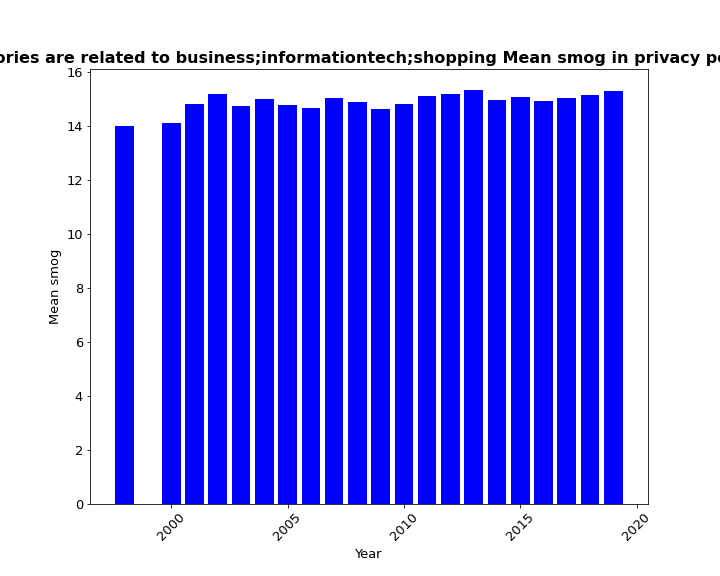 ories are related to business;informationtech;shopping Mean smog in privacy po
16
14
12
10
8
6
4
2
0
Mean smog
2000 2005 2010 2015 2020
Year